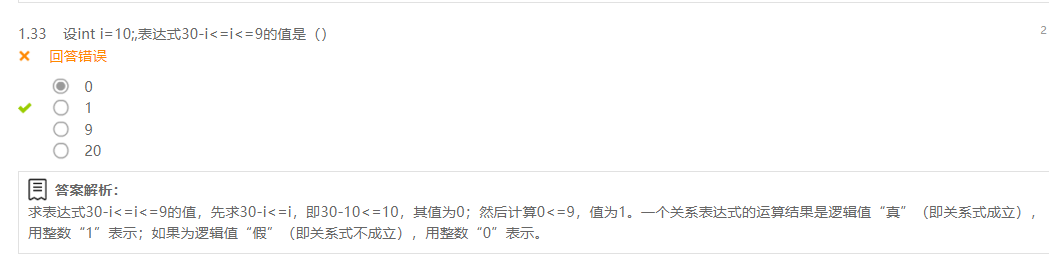 1.33 设int i=10;,表达式30-i<=i<=9的值是（）
2
回答错误
0
1
9
20
答案解析：
求表达式30-i<=i<=9的值，先求30-i<=i，即30-10<=10，其值为0；然后计算0<=9，值为1。一个关系表达式的运算结果是逻辑值“真”（即关系式成立），
用整数“1”表示；如果为逻辑值“假”（即关系式不成立），用整数“0”表示。